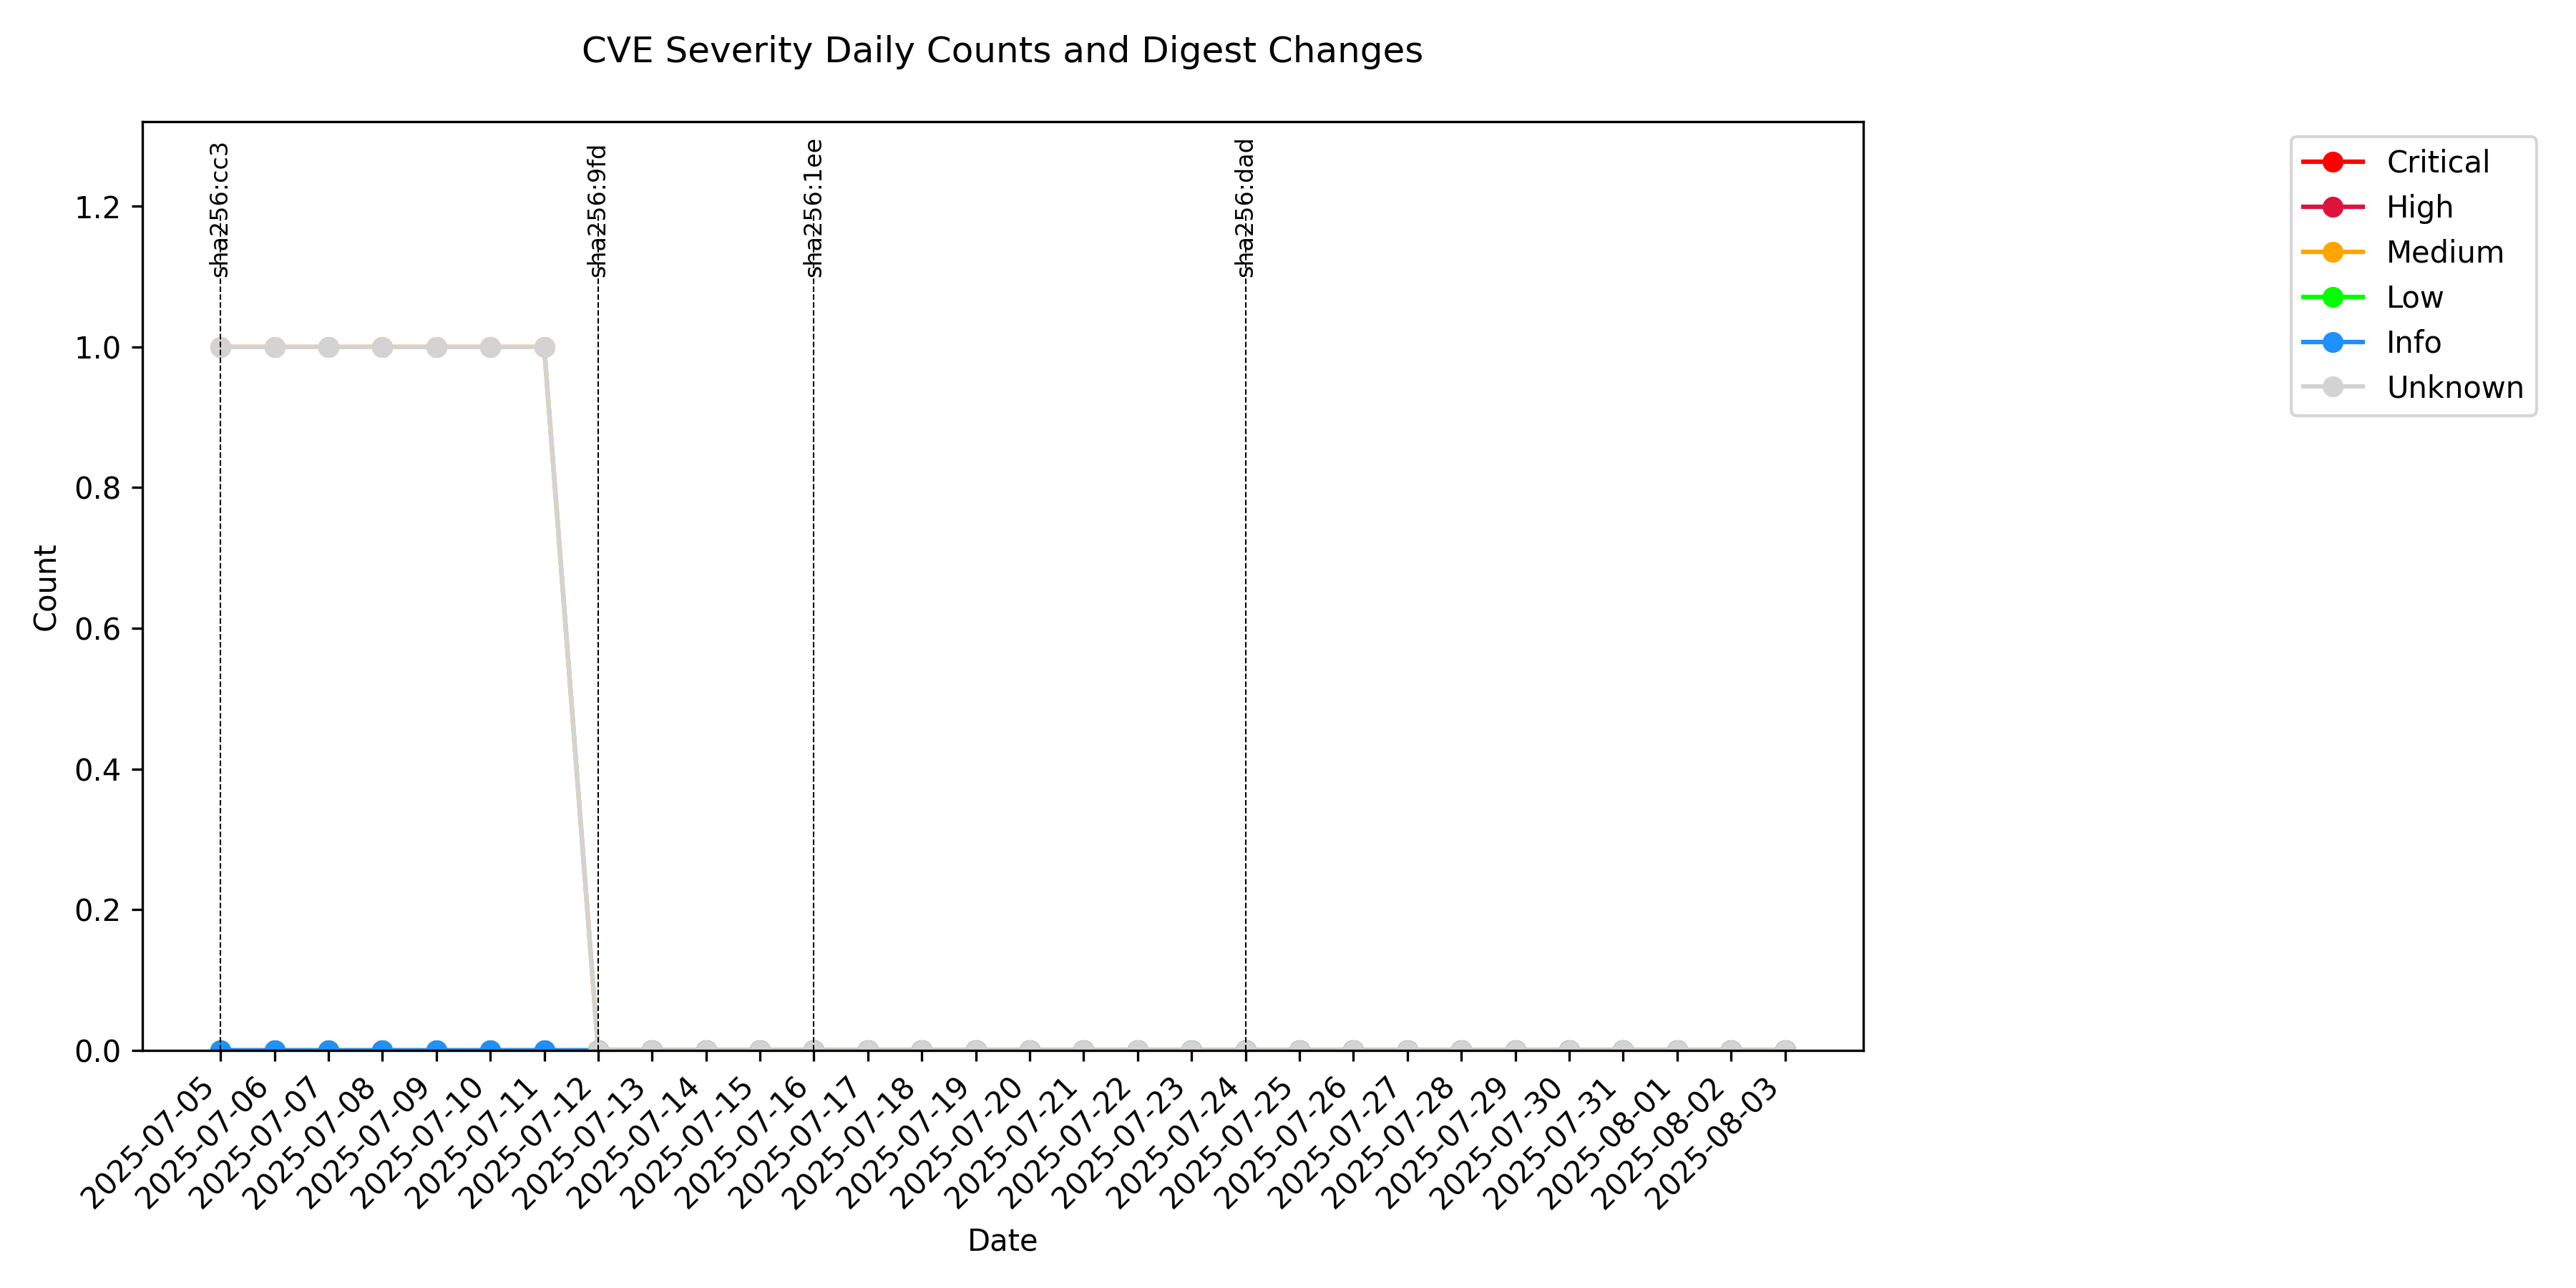 CVE Severity Daily Counts and Digest Changes
sha256:cc3
sha256:9fd
sha256:1ee
sha256:dad
Critical
High
Medium
Low
Info
Unknown
1.2
1.0
0.8
0.6
0.4
0.2
0.0
Count
2025-07-05
2025-07-06
2025-07-07
2025-07-08
2025-07-09
2025-07-10
2025-07-11
2025-07-12
2025-07-13
2025-07-14
2025-07-15
2025-07-16
2025-07-17
2025-07-18
2025-07-19
2025-07-20
2025-07-21
2025-07-22
2025-07-23
2025-07-24
2025-07-25
2025-07-26
2025-07-27
2025-07-28
2025-07-29
2025-07-30
2025-07-31
2025-08-01
2025-08-02
2025-08-03
Date